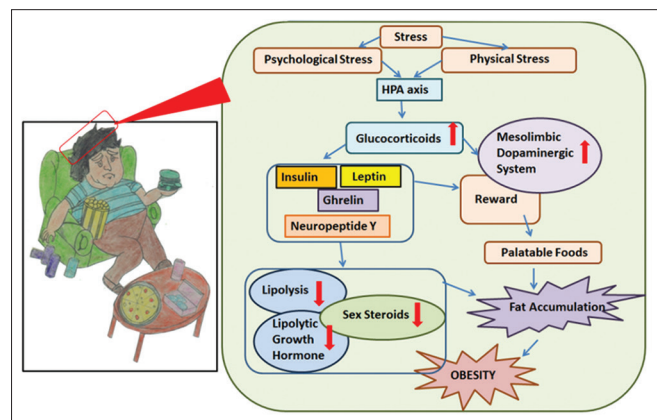 Stress
Psychological Stress
Physical Stress
HPA axis
Glucocorticoids
Mesolimbic
Dopaminergic
System
Insulin
Leptin
Ghrelin
Neuropeptide Y
Reward
Palatable Foods
Lipolysis
Lipolytic
Growth
Hormone
Sex Steroids
Fat Accumulation
OBESITY